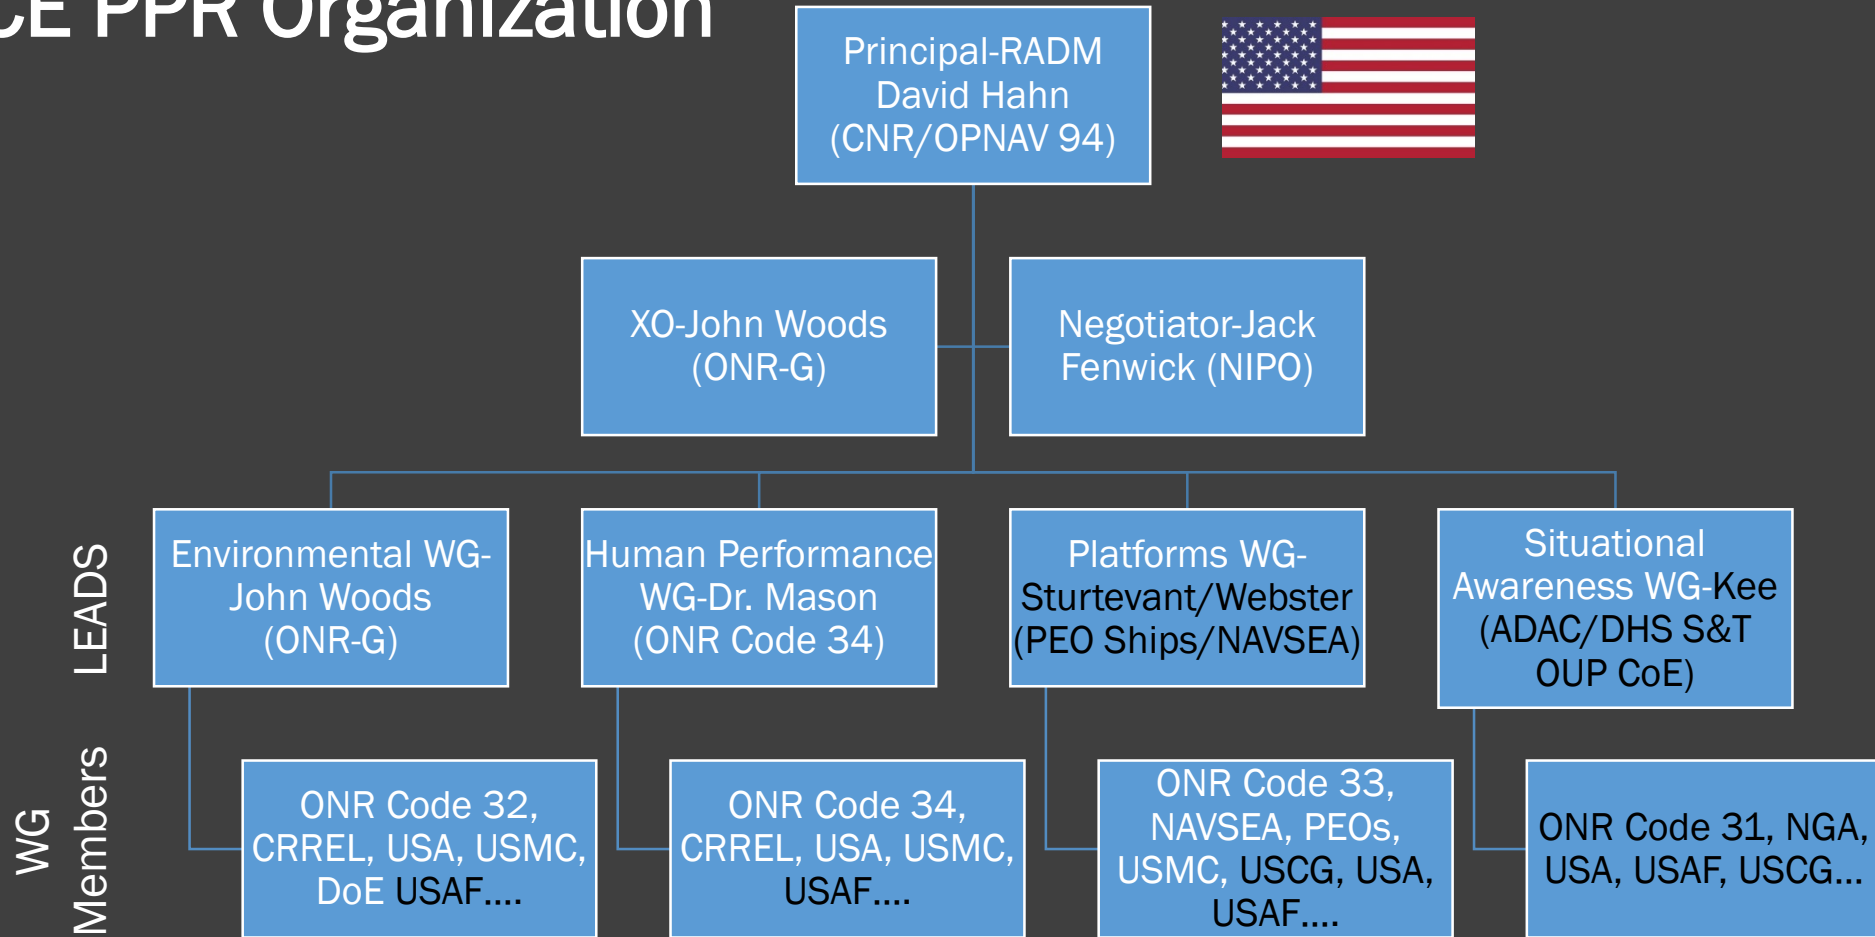 CE PPR Organization
Principal-RADM
David Hahn
(CNR/OPNAV 94)
XO-John Woods
(ONR-G)
Negotiator-Jack
Fenwick (NIPO)
LEADS
Environmental WG-
John Woods
(ONR-G)
Human Performance
WG-Dr. Mason
(ONR Code 34)
Platforms WG-
Sturtevant/Webster
(PEO Ships/NAVSEA)
Situational
Awareness WG-Kee
(ADAC/DHS S&T
OUP CoE)
WG
Members
ONR Code 32,
CRREL, USA, USMC,
DoE USAF....
ONR Code 34,
CRREL, USA, USMC,
USAF....
ONR Code 33,
NAVSEA, PEOs,
USMC, USCG, USA,
USAF....
ONR Code 31, NGA,
USA, USAF, USCG...